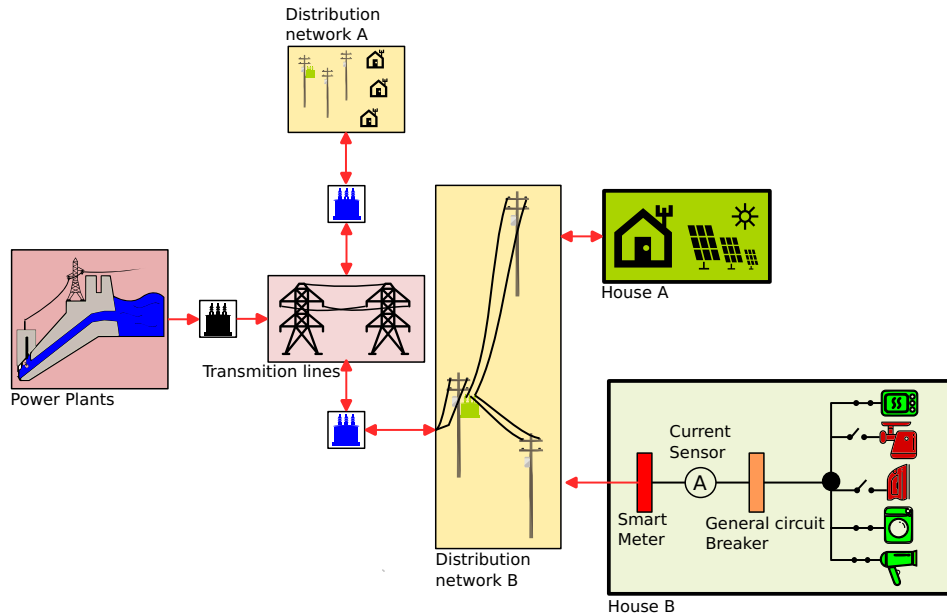 Distribution
network A
House A
Transmition lines
Power Plants
Current
Sensor
A
Smart
Meter
General circuit
Breaker
Distribution
network B
House B